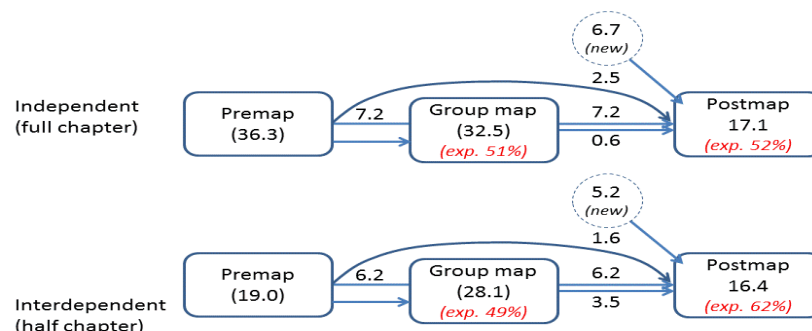 6.7
(new)
2.5
Independent
(full chapter)
Premap
(36.3)
7.2
Group map
(32.5)
(exp. 51%)
7.2
0.6
Postmap
17.1
(exp. 52%)
5.2
(new)
1.6
Interdependent
(half chapter)
Premap
(19.0)
6.2
Group map
(28.1)
(exp. 49%)
6.2
3.5
Postmap
16.4
(exp. 62%)